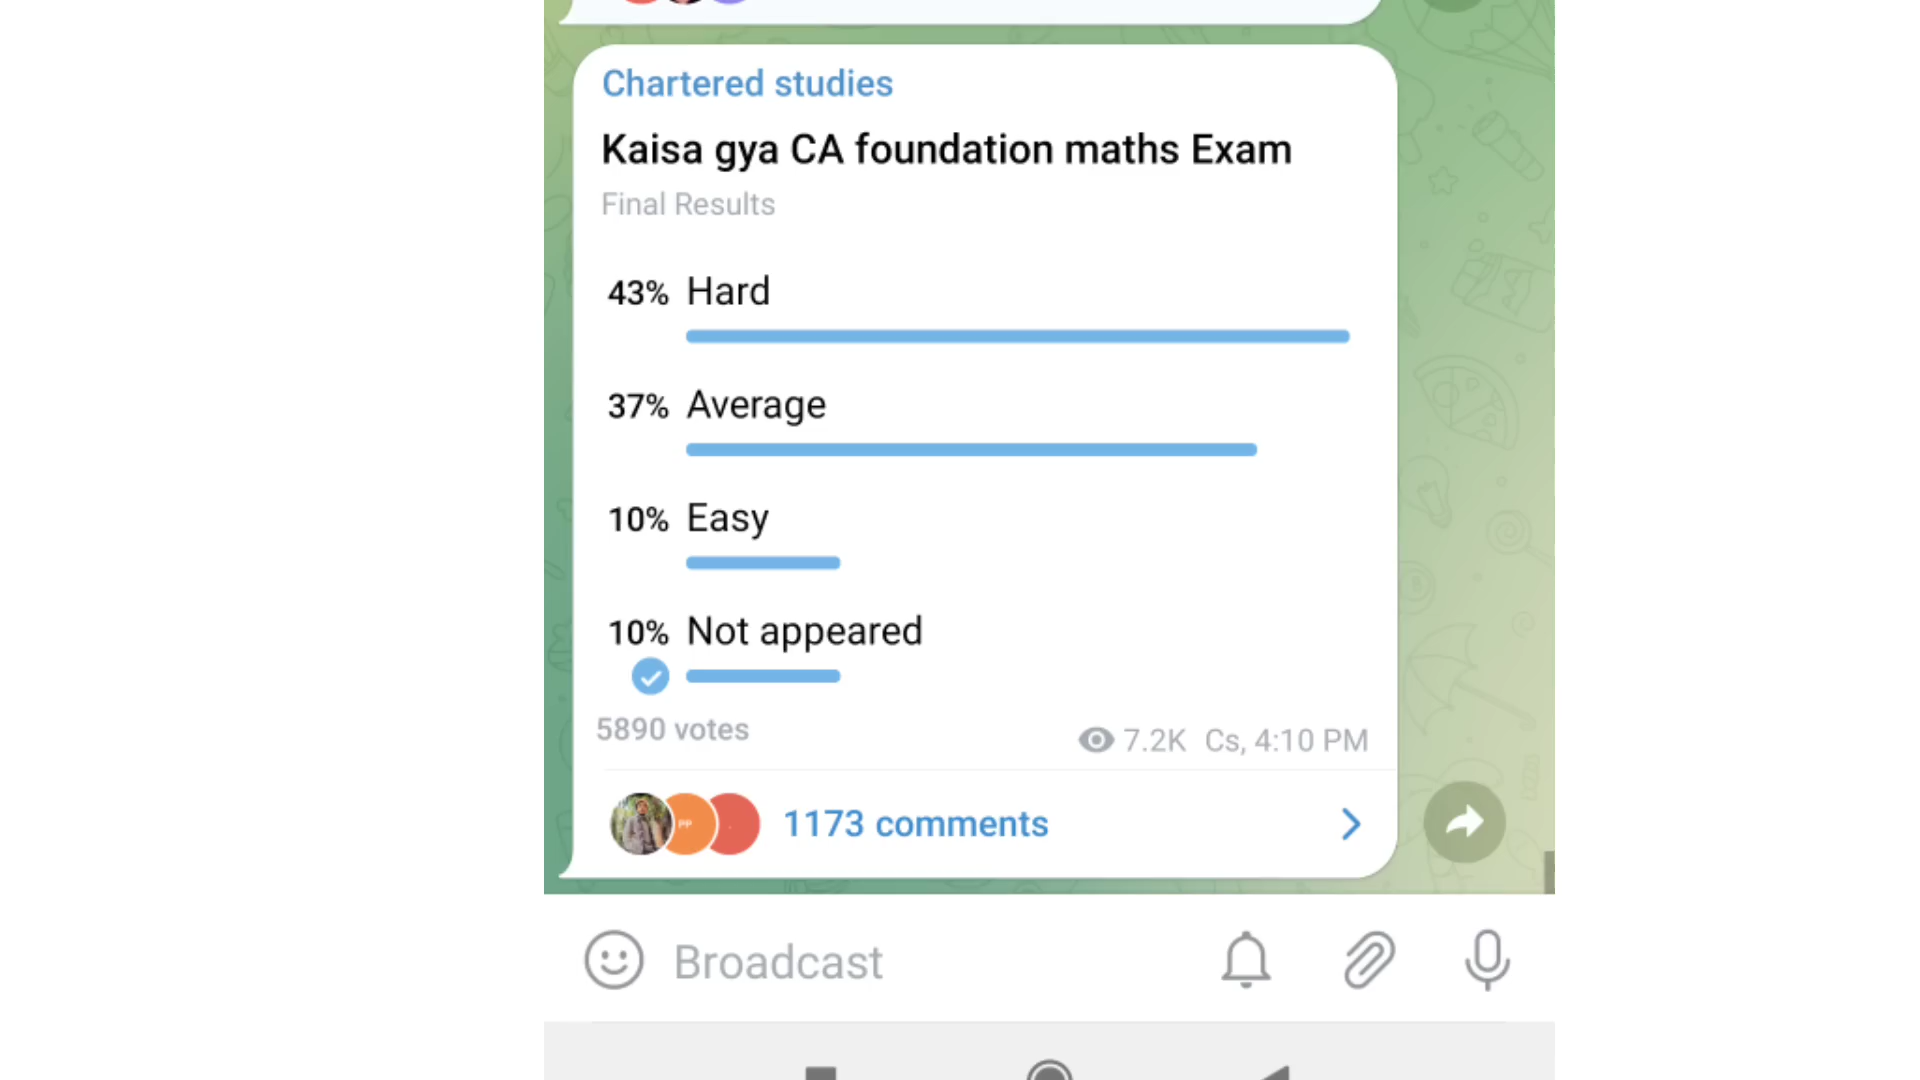 Chartered studies
Kaisa gya CA foundation maths Exam
Final Results
43% Hard
37% Average
10% Easy
10% Not appeared
5890 votes
7.2K Cs, 4:10 PM
PP
1173 comments
Broadcast